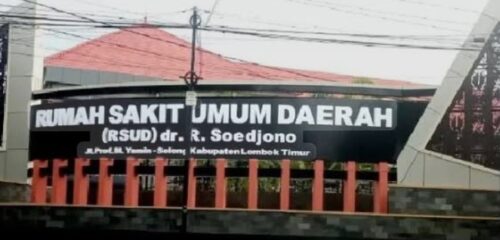 RUMAH SAKIT UMUM DAERAH
(RSUD) dr. R. Soedjono
Jl.Prof.M. Yamin-Selong Kabupaten Lombok Timur